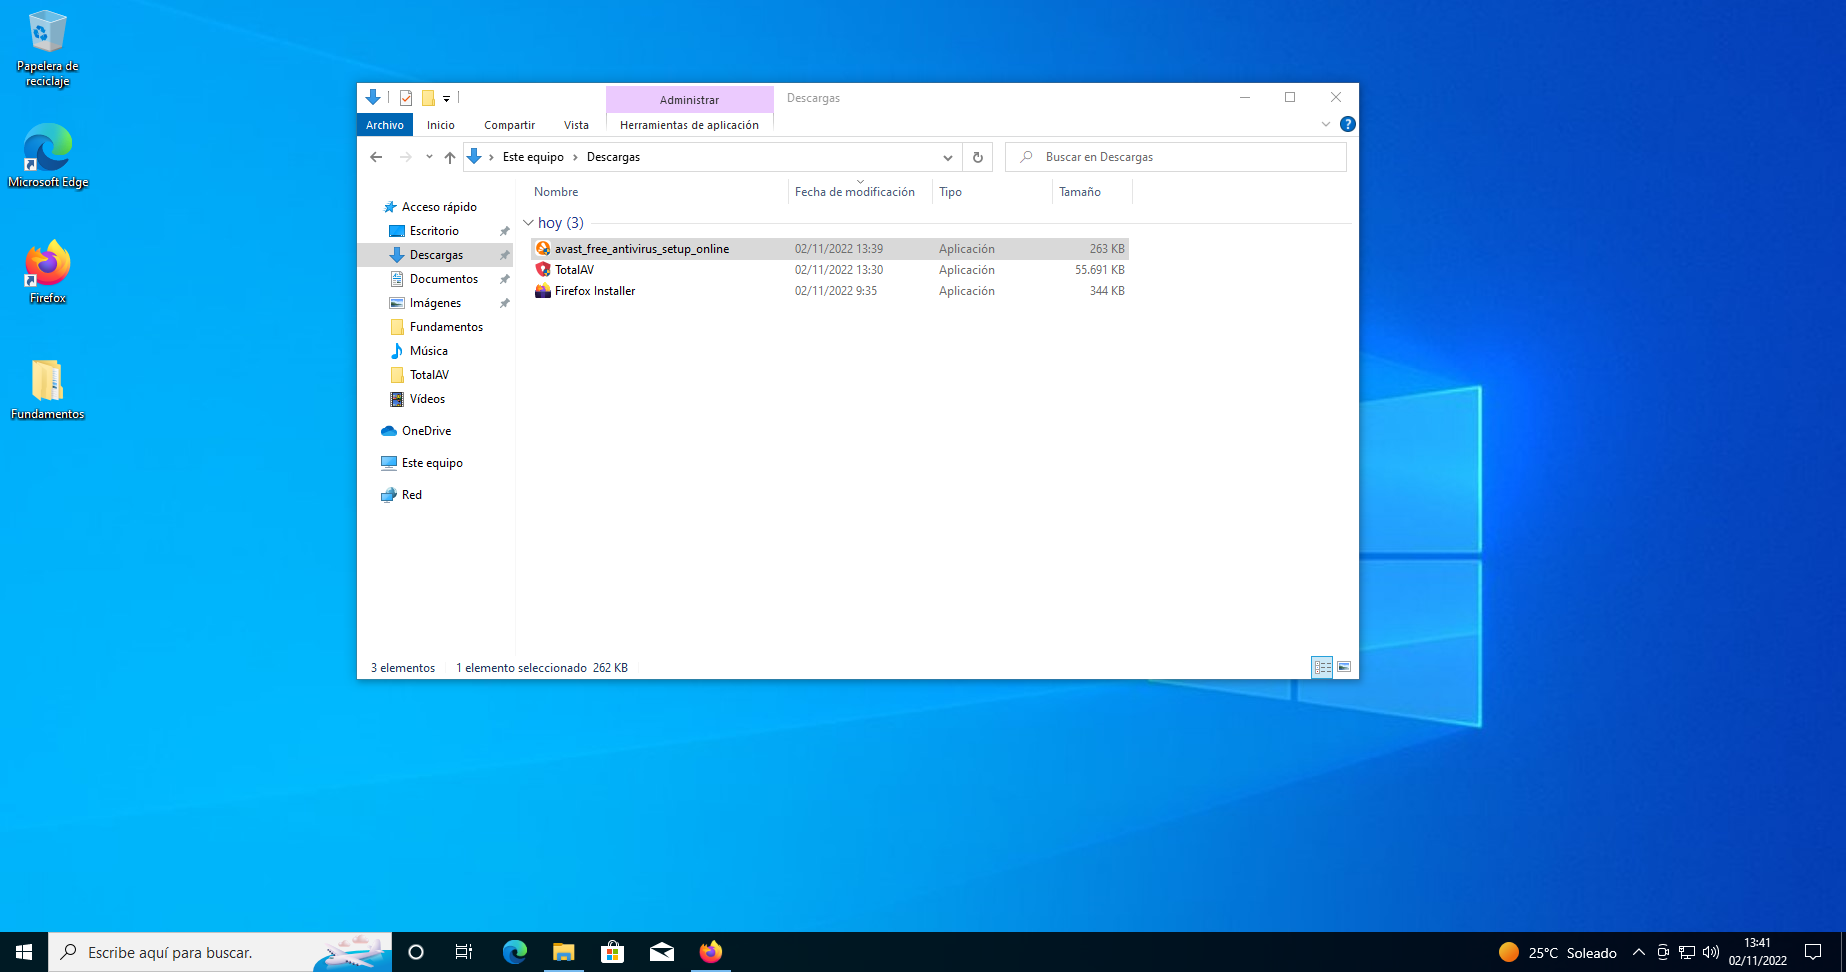 Papelera de
reciclaje
Microsoft Edge
Firefox
Fundamentos
Administrar
Descargas
Archivo
Inicio
Compartir
Vista
Herramientas de aplicación
?
Este equipo
Descargas
Buscar en Descargas
Nombre
Fecha de modificación
Tipo
Tamaño
Acceso rápido
Escritorio
Descargas
Documentos
Imágenes
Fundamentos
Música
TotalAV
Vídeos
OneDrive
Este equipo
Red
hoy (3)
avast_free_antivirus_setup_online 02/11/2022 13:39 Aplicación 263 KB
TotalAV 02/11/2022 13:30 Aplicación 55.691 KB
Firefox Installer 02/11/2022 9:35 Aplicación 344 KB
3 elementos
1 elemento seleccionado 262 KB
Escribe aquí para buscar.
25°C Soleado
13:41
02/11/2022